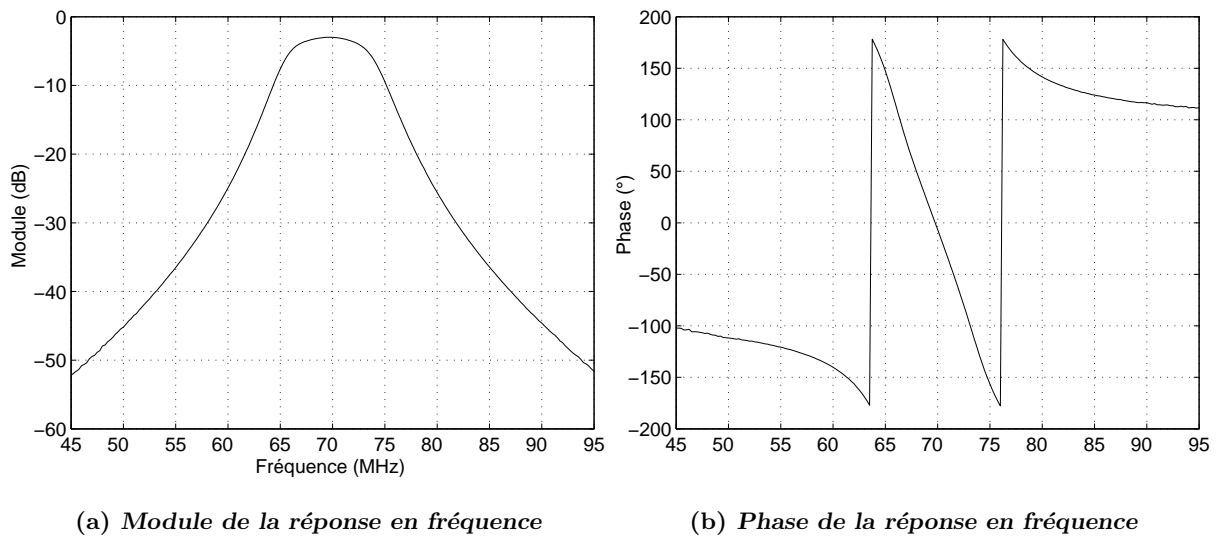 0
−10
−20
−30
−40
−50
−60
Module (dB)
45 50 55 60 65 70 75 80 85 90 95
Fréquence (MHz)
200
150
100
50
0
−50
−100
−150
−200
Phase (°)
45 50 55 60 65 70 75 80 85 90 95
(a) Module de la réponse en fréquence
(b) Phase de la réponse en fréquence